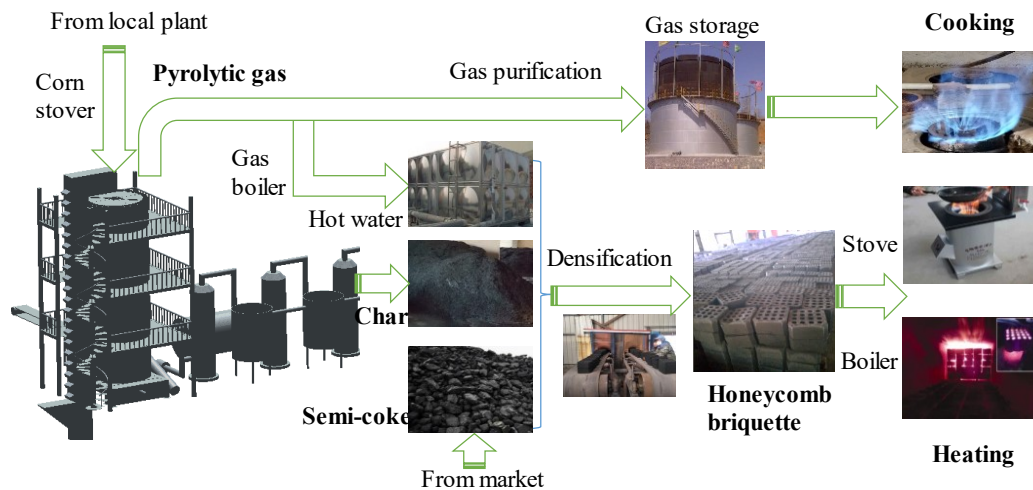 From local plant
Corn
stover
Pyrolytic gas
Gas purification
Gas storage
Cooking
Gas
boiler
Hot water
Char
Densification
Stove
Boiler
Semi-coke
Honeycomb
briquette
Heating
From market